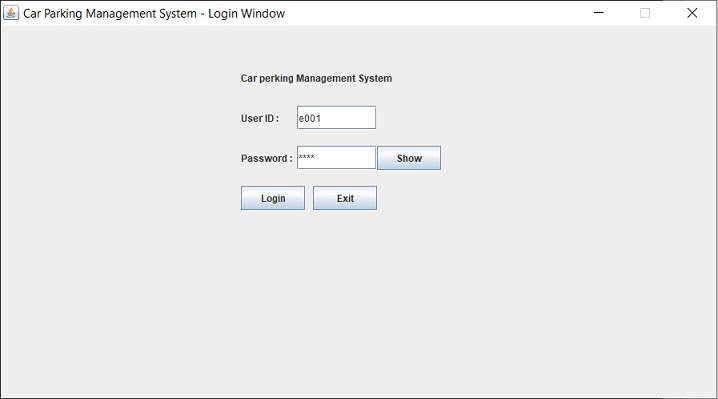 Car Parking Management System - Login Window
Car perking Management System
User ID : e001
Password : **** Show
Login Exit